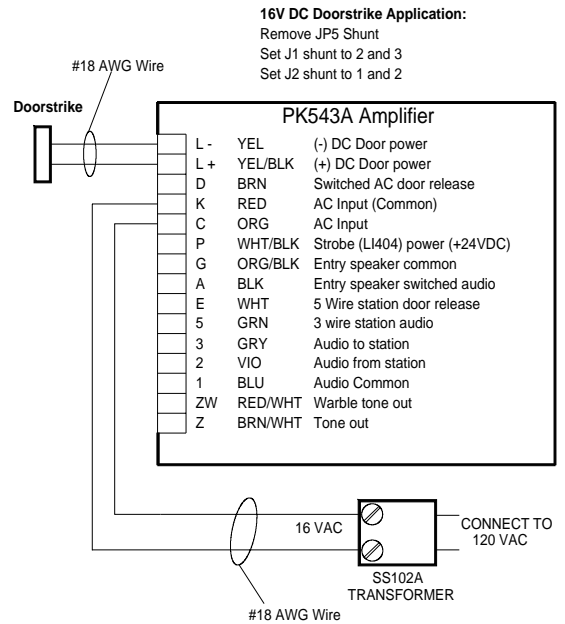 16V DC Doorstrike Application:
Remove JP5 Shunt
Set J1 shunt to 2 and 3
Set J2 shunt to 1 and 2
#18 AWG Wire
Doorstrike
PK543A Amplifier
L - YEL (-) DC Door power
L + YEL/BLK (+) DC Door power
D BRN Switched AC door release
K RED AC Input (Common)
C ORG AC Input
P WHT/BLK Strobe (LI404) power (+24VDC)
G ORG/BLK Entry speaker common
A BLK Entry speaker switched audio
E WHT 5 Wire station door release
5 GRN 3 wire station audio
3 GRY Audio to station
2 VIO Audio from station
1 BLU Audio Common
ZW RED/WHT Warble tone out
Z BRN/WHT Tone out
16 VAC
CONNECT TO
120 VAC
SS102A
TRANSFORMER
#18 AWG Wire